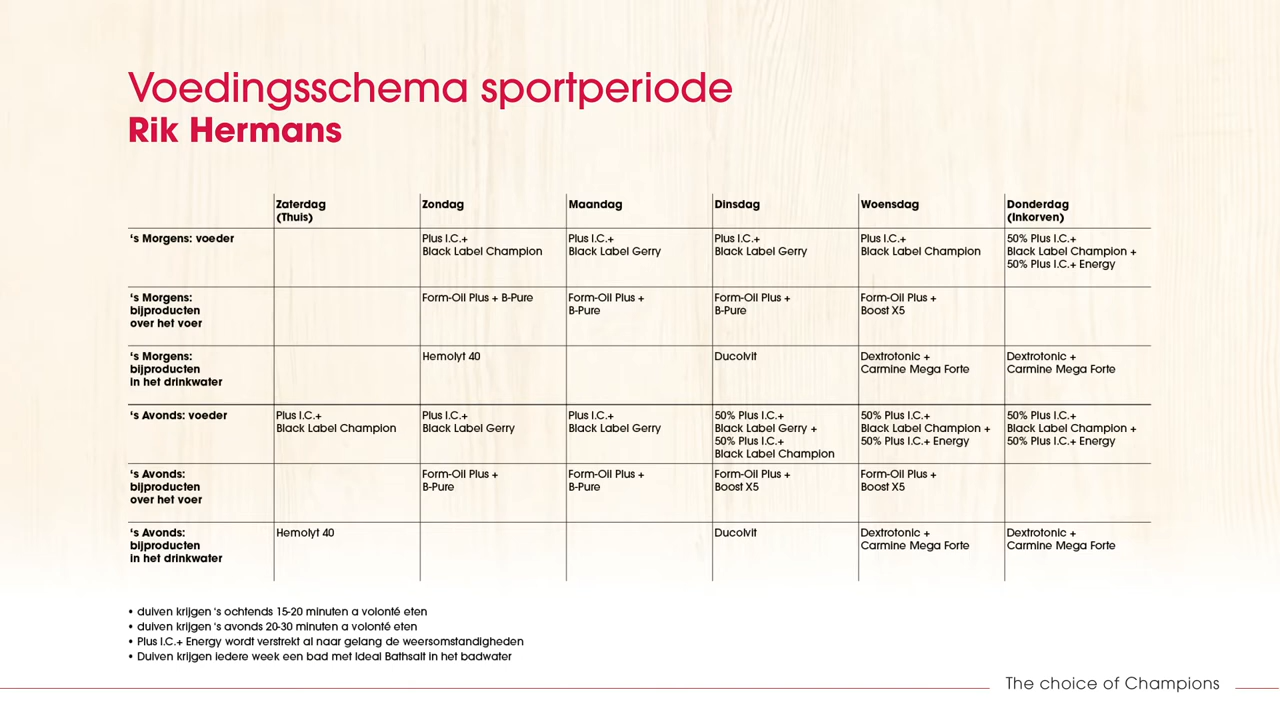 Voedingsschema sportperiode
Rik Hermans
Zaterdag (Thuis) Zondag Maandag Dinsdag Woensdag Donderdag (Inkorven)
‘s Morgens: voeder
Plus I.C.+ Black Label Champion
Plus I.C.+ Black Label Gerry
Plus I.C.+ Black Label Gerry
Plus I.C.+ Black Label Champion
50% Plus I.C.+ Black Label Champion + 50% Plus I.C.+ Energy
‘s Morgens: bijproducten over het voer
Form-Oil Plus + B-Pure
Form-Oil Plus + B-Pure
Form-Oil Plus + B-Pure
Form-Oil Plus + Boost X5
‘s Morgens: bijproducten in het drinkwater
Hemolyt 40
Ducolvit
Dextrotonic + Carmine Mega Forte
Dextrotonic + Carmine Mega Forte
‘s Avonds: voeder
Plus I.C.+ Black Label Champion
Plus I.C.+ Black Label Gerry
Plus I.C.+ Black Label Gerry
50% Plus I.C.+ Black Label Gerry + 50% Plus I.C.+ Black Label Champion
50% Plus I.C.+ Black Label Champion + 50% Plus I.C.+ Energy
50% Plus I.C.+ Black Label Champion + 50% Plus I.C.+ Energy
‘s Avonds: bijproducten over het voer
Form-Oil Plus + B-Pure
Form-Oil Plus + B-Pure
Form-Oil Plus + Boost X5
Form-Oil Plus + Boost X5
‘s Avonds: bijproducten in het drinkwater
Hemolyt 40
Ducolvit
Dextrotonic + Carmine Mega Forte
Dextrotonic + Carmine Mega Forte
• duiven krijgen 's ochtends 15-20 minuten a volonté eten
• duiven krijgen 's avonds 20-30 minuten a volonté eten
• Plus I.C.+ Energy wordt verstrekt al naar gelang de weersomstandigheden
• Duiven krijgen iedere week een bad met Ideal Bathsalt in het badwater
The choice of Champions